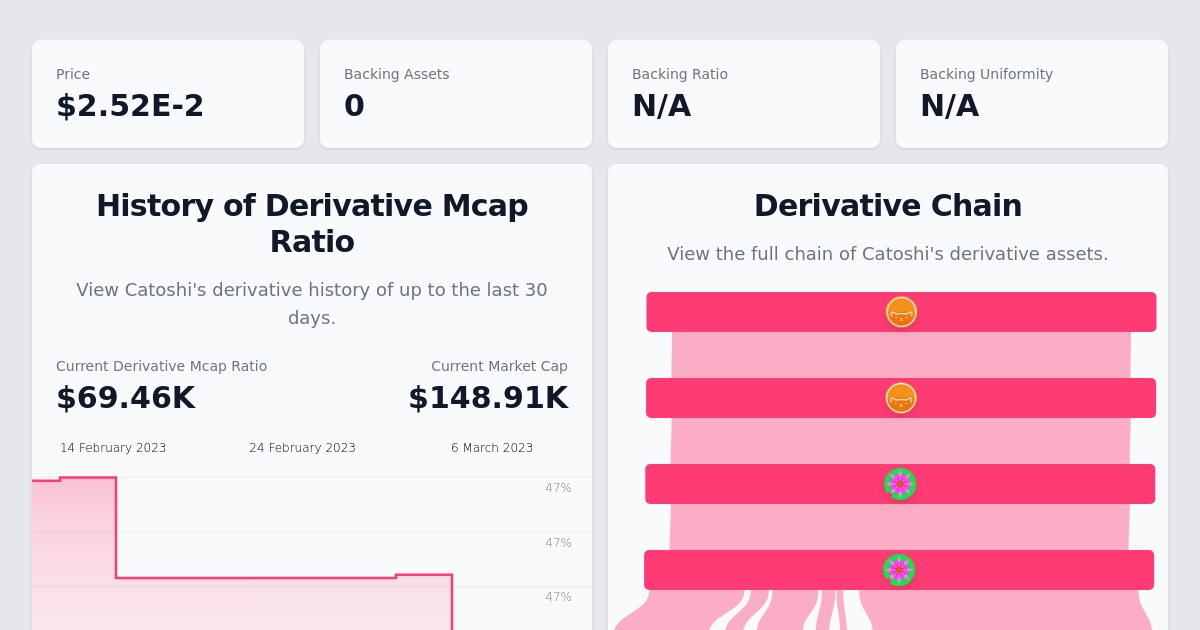 Price
$2.52E-2
Backing Assets
0
Backing Ratio
N/A
Backing Uniformity
N/A
History of Derivative Mcap
Ratio
View Catoshi's derivative history of up to the last 30
days.
Current Derivative Mcap Ratio
$69.46K
Current Market Cap
$148.91K
14 February 2023
24 February 2023
6 March 2023
47%
47%
47%
Derivative Chain
View the full chain of Catoshi's derivative assets.